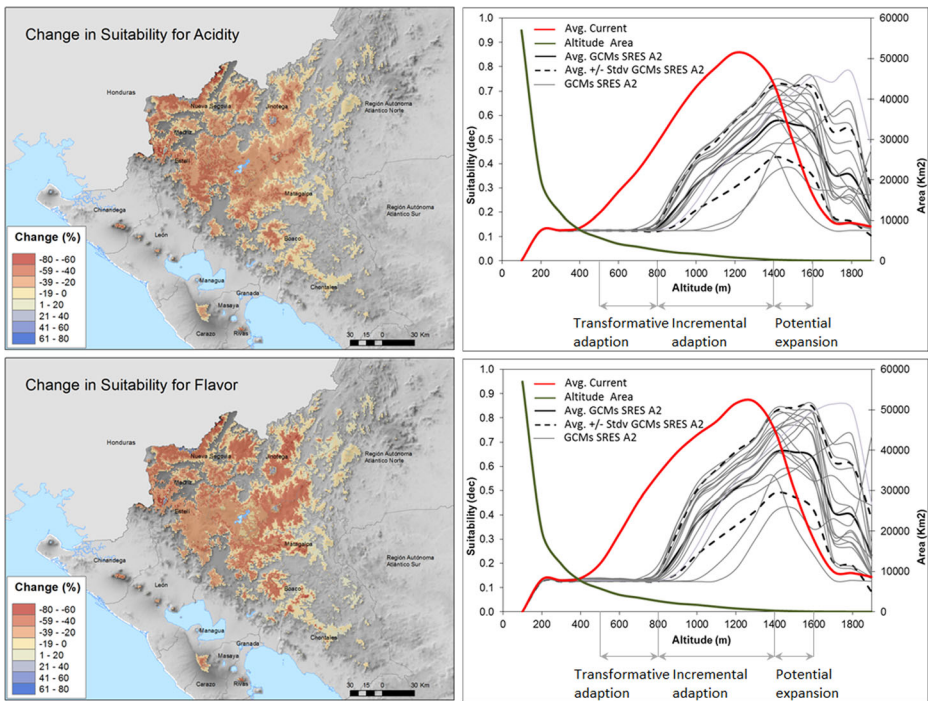 Change in Suitability for Acidity
Honduras
Nueva Segovia
Jinotega
Región Autónoma
Atlántico Norte
Madriz
Estelí
Matagalpa
Chinandega
Región Autónoma
Atlántico Sur
León
Boaco
Chontales
Managua
Granada
Masaya
Carazo
Rivas
Change (%)
-80 - -60
-59 - -40
-39 - -20
-19 - 0
1 - 20
21 - 40
41 - 60
61 - 80
30 15 0 30 Km
Avg. Current
Altitude Area
Avg. GCMs SRES A2
Avg. +/- Stdv GCMs SRES A2
GCMs SRES A2
Suitability (dec)
1.0
0.9
0.8
0.7
0.6
0.5
0.4
0.3
0.2
0.1
0.0
Area (Km2)
60000
50000
40000
30000
20000
10000
0
0 200 400 600 800 1000 1200 1400 1600 1800
Altitude (m)
Transformative Incremental Potential
adaption adaption expansion
Change in Suitability for Flavor
Honduras
Nueva Segovia
Jinotega
Región Autónoma
Atlántico Norte
Madriz
Estelí
Matagalpa
Chinandega
Región Autónoma
Atlántico Sur
León
Boaco
Chontales
Managua
Granada
Masaya
Carazo
Rivas
Change (%)
-80 - -60
-59 - -40
-39 - -20
-19 - 0
1 - 20
21 - 40
41 - 60
61 - 80
30 15 0 30 Km
Avg. Current
Altitude Area
Avg. GCMs SRES A2
Avg. +/- Stdv GCMs SRES A2
GCMs SRES A2
Suitability (dec)
1.0
0.9
0.8
0.7
0.6
0.5
0.4
0.3
0.2
0.1
0.0
Area (Km2)
60000
50000
40000
30000
20000
10000
0
0 200 400 600 800 1000 1200 1400 1600 1800
Altitude (m)
Transformative Incremental Potential
adaption adaption expansion